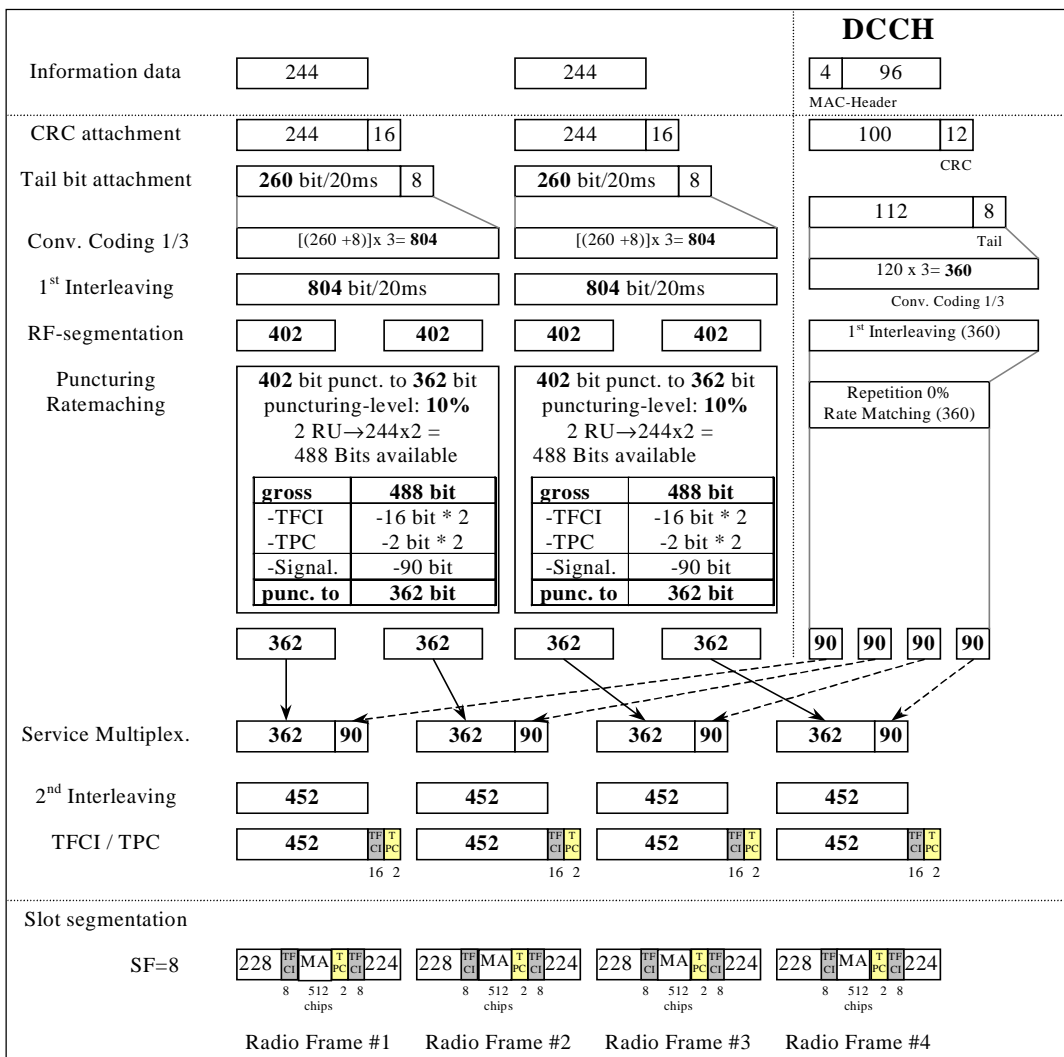 DCCH
Information data
244
244
4 96
MAC-Header
CRC attachment
244 16
244 16
100 12
CRC
Tail bit attachment
260 bit/20ms 8
260 bit/20ms 8
112 8
Tail
Conv. Coding 1/3
[(260 +8)]x 3= 804
[(260 +8)]x 3= 804
120 x 3= 360
Conv. Coding 1/3
1st Interleaving
804 bit/20ms
804 bit/20ms
RF-segmentation
402 402 402 402
1st Interleaving (360)
Puncturing
Ratemaching
402 bit punct. to 362 bit
puncturing-level: 10%
2 RU→244x2 =
488 Bits available
gross 488 bit
-TFCI -16 bit * 2
-TPC -2 bit * 2
-Signal. -90 bit
punc. to 362 bit
402 bit punct. to 362 bit
puncturing-level: 10%
2 RU→244x2 =
488 Bits available
gross 488 bit
-TFCI -16 bit * 2
-TPC -2 bit * 2
-Signal. -90 bit
punc. to 362 bit
Repetition 0%
Rate Matching (360)
362 362 362 362 90 90 90 90
Service Multiplex.
362 90 362 90 362 90 362 90
2nd Interleaving
452 452 452 452
TFCI / TPC
452 TF CI T PC 452 TF CI T PC 452 TF CI T PC 452 TF CI T PC
16 2 16 2 16 2 16 2
Slot segmentation
SF=8
228 TF CI MA T PC TF CI 224 228 TF CI MA T PC TF CI 224 228 TF CI MA T PC TF CI 224 228 TF CI MA T PC TF CI 224
8 512 2 8 8 512 2 8 8 512 2 8 8 512 2 8
chips chips chips chips
Radio Frame #1 Radio Frame #2 Radio Frame #3 Radio Frame #4